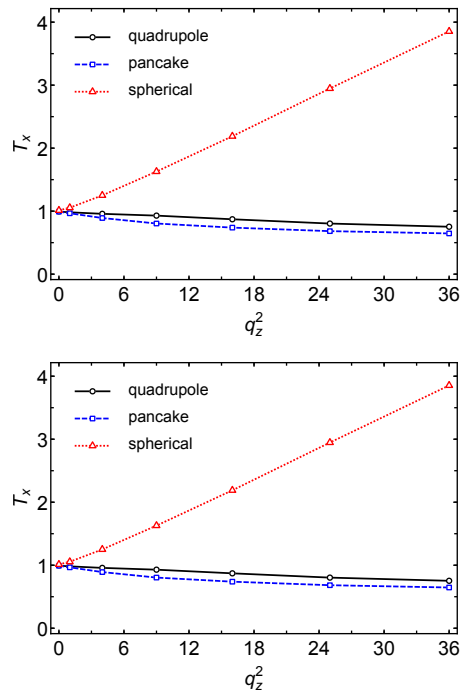 4
quadrupole
pancake
3
spherical
T_x
2
1
0
0 6 12 18 24 30 36
q_z^2
4
quadrupole
pancake
3
spherical
T_x
2
1
0
0 6 12 18 24 30 36
q_z^2